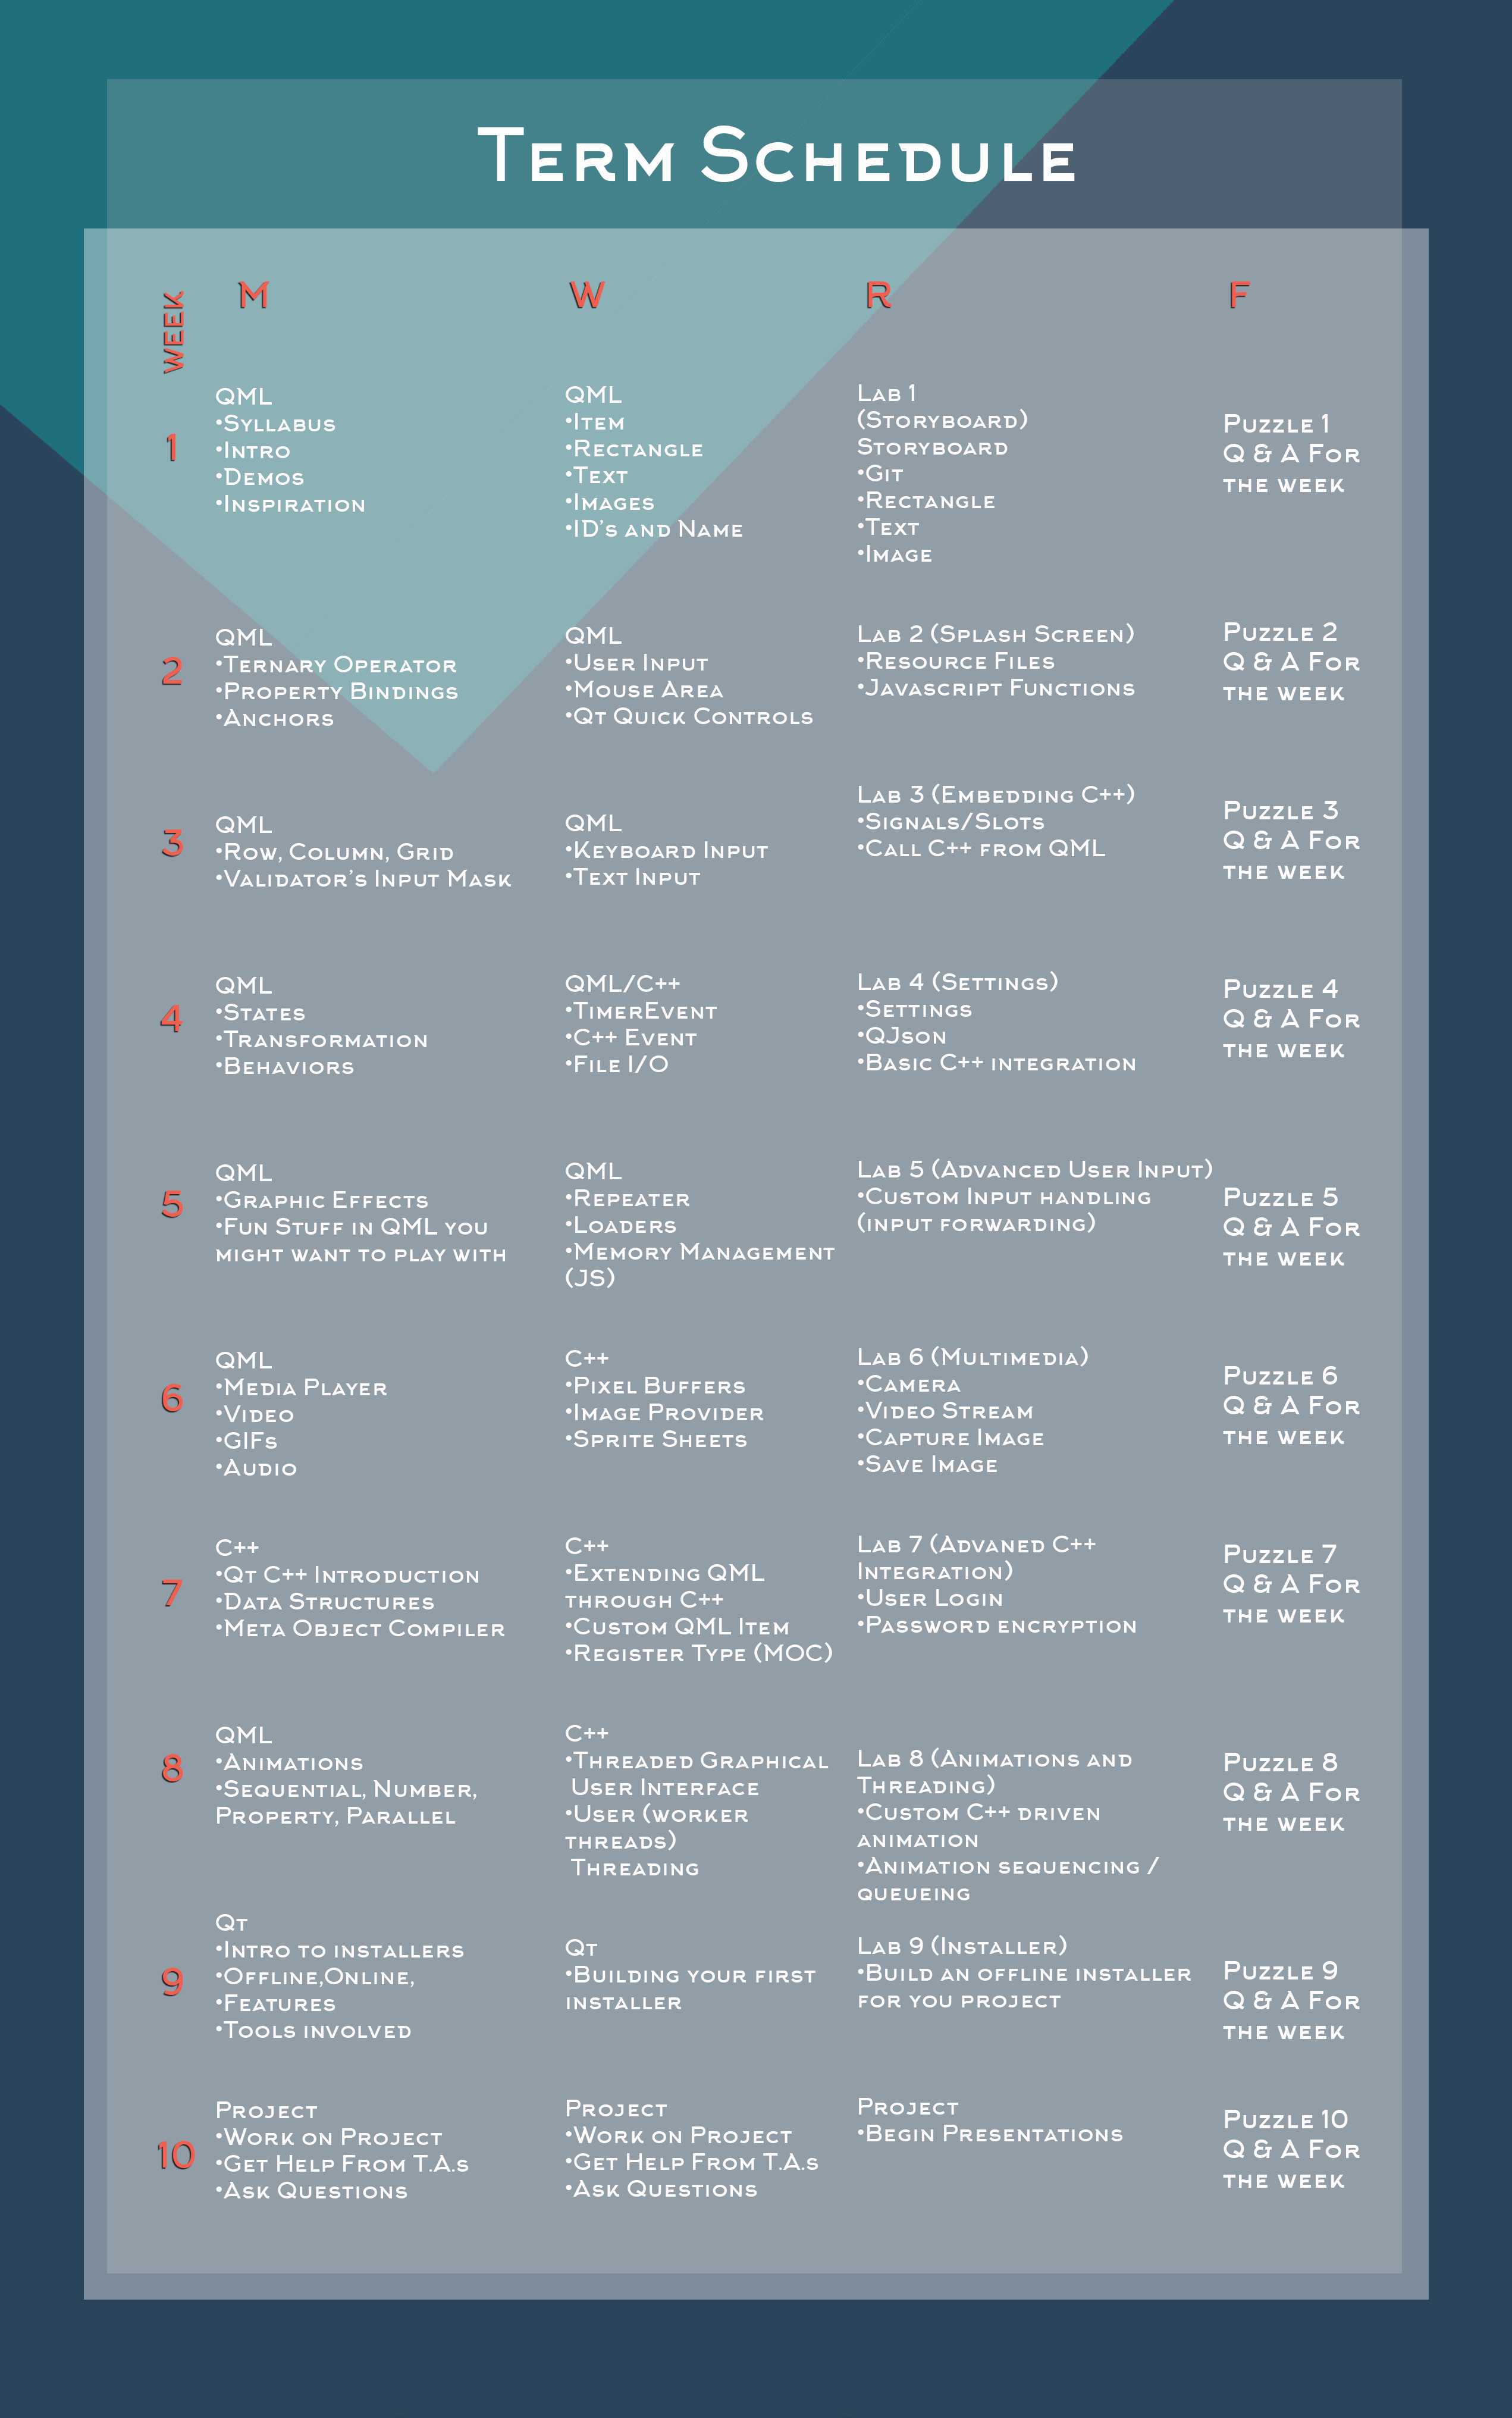 Term Schedule
WEEK
M
W
R
F
1
QML
•Syllabus
•Intro
•Demos
•Inspiration
QML
•Item
•Rectangle
•Text
•Images
•ID's and Name
Lab 1
(Storyboard)
Storyboard
•Git
•Rectangle
•Text
•Image
Puzzle 1
Q & A For
the week
2
QML
•Ternary Operator
•Property Bindings
•Anchors
QML
•User Input
•Mouse Area
•Qt Quick Controls
Lab 2 (Splash Screen)
•Resource Files
•Javascript Functions
Puzzle 2
Q & A For
the week
3
QML
•Row, Column, Grid
•Validator's Input Mask
QML
•Keyboard Input
•Text Input
Lab 3 (Embedding C++)
•Signals/Slots
•Call C++ from QML
Puzzle 3
Q & A For
the week
4
QML
•States
•Transformation
•Behaviors
QML/C++
•TimerEvent
•C++ Event
•File I/O
Lab 4 (Settings)
•Settings
•QJson
•Basic C++ integration
Puzzle 4
Q & A For
the week
5
QML
•Graphic Effects
•Fun Stuff in QML you
might want to play with
QML
•Repeater
•Loaders
•Memory Management
(JS)
Lab 5 (Advanced User Input)
•Custom Input handling
(input forwarding)
Puzzle 5
Q & A For
the week
6
QML
•Media Player
•Video
•GIFs
•Audio
C++
•Pixel Buffers
•Image Provider
•Sprite Sheets
Lab 6 (Multimedia)
•Camera
•Video Stream
•Capture Image
•Save Image
Puzzle 6
Q & A For
the week
7
C++
•Qt C++ Introduction
•Data Structures
•Meta Object Compiler
C++
•Extending QML
through C++
•Custom QML Item
•Register Type (MOC)
Lab 7 (Advaned C++
Integration)
•User Login
•Password encryption
Puzzle 7
Q & A For
the week
8
QML
•Animations
•Sequential, Number,
Property, Parallel
C++
•Threaded Graphical
User Interface
•User (worker
threads)
Threading
Lab 8 (Animations and
Threading)
•Custom C++ driven
animation
•Animation sequencing /
queueing
Puzzle 8
Q & A For
the week
9
Qt
•Intro to installers
•Offline,Online,
•Features
•Tools involved
Qt
•Building your first
installer
Lab 9 (Installer)
•Build an offline installer
for you project
Puzzle 9
Q & A For
the week
10
Project
•Work on Project
•Get Help From T.A.s
•Ask Questions
Project
•Work on Project
•Get Help From T.A.s
•Ask Questions
Project
•Begin Presentations
Puzzle 10
Q & A For
the week